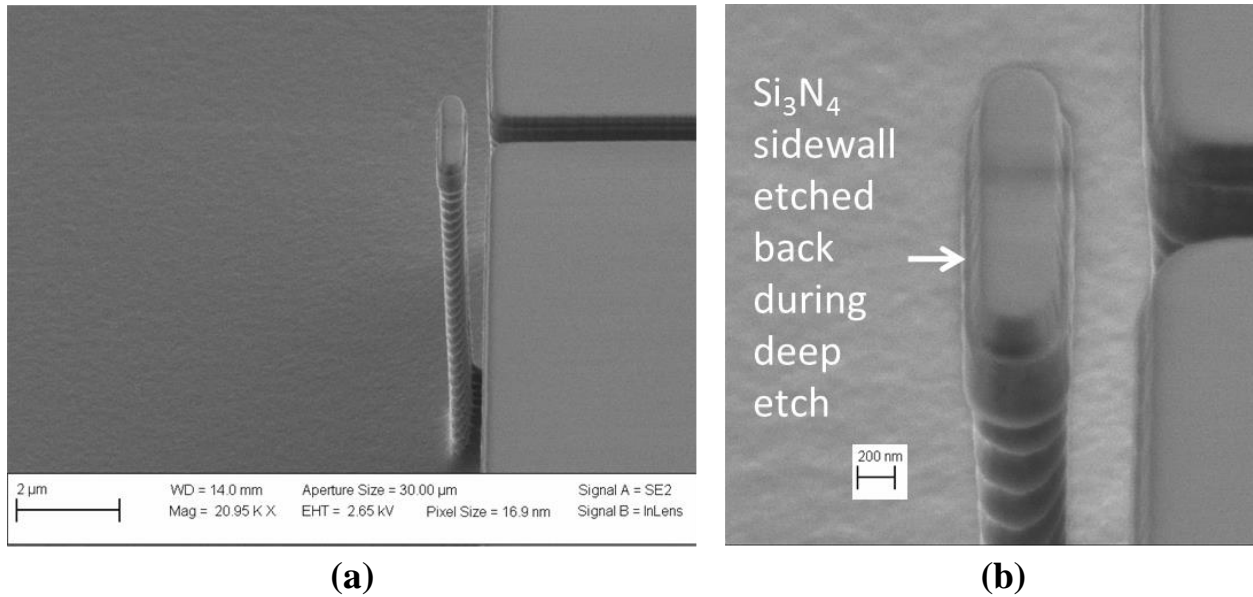 2 µm
WD = 14.0 mm
Aperture Size = 30.00 µm
Signal A = SE2
Mag = 20.95 K X
EHT = 2.65 kV
Pixel Size = 16.9 nm
Signal B = InLens
(a)
Si₃N₄
sidewall
etched
back
during
deep
etch
200 nm
(b)